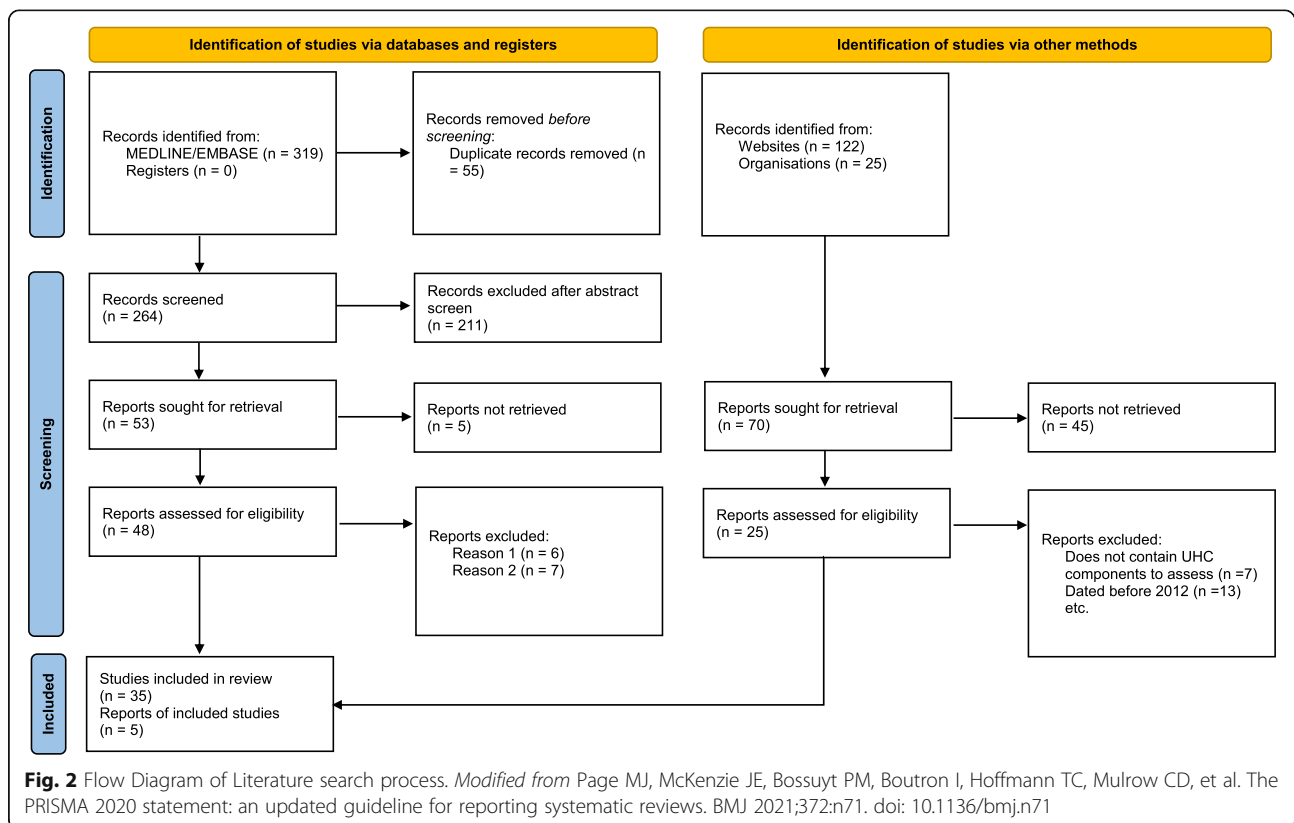 Identification of studies via databases and registers
Identification of studies via other methods
Identification
Records identified from:
MEDLINE/EMBASE (n = 319)
Registers (n = 0)
Records removed before
screening:
Duplicate records removed (n
= 55)
Records identified from:
Websites (n = 122)
Organisations (n = 25)
Screening
Records screened
(n = 264)
Records excluded after abstract
screen
(n = 211)
Reports sought for retrieval
(n = 53)
Reports not retrieved
(n = 5)
Reports sought for retrieval
(n = 70)
Reports not retrieved
(n = 45)
Reports assessed for eligibility
(n = 48)
Reports excluded:
Reason 1 (n = 6)
Reason 2 (n = 7)
Reports assessed for eligibility
(n = 25)
Reports excluded:
Does not contain UHC
components to assess (n =7)
Dated before 2012 (n =13)
etc.
Included
Studies included in review
(n = 35)
Reports of included studies
(n = 5)
Fig. 2 Flow Diagram of Literature search process. Modified from Page MJ, McKenzie JE, Bossuyt PM, Boutron I, Hoffmann TC, Mulrow CD, et al. The
PRISMA 2020 statement: an updated guideline for reporting systematic reviews. BMJ 2021;372:n71. doi: 10.1136/bmj.n71